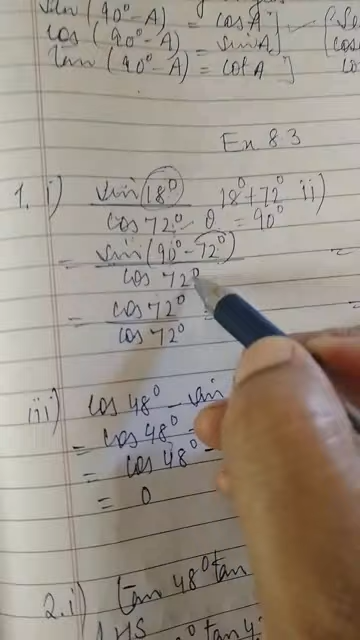 sin (90° - A) = cos A
cos (90° - A) = sin A
tan (90° - A) = cot A
Ex 8.3
1. i) sin 18° / cos 72° 18° + 72° = 90° ii)
= sin (90° - 72°) / cos 72°
= cos 72° / cos 72°
iii) cos 48° - sin
= cos 48° -
= cos 48° -
= 0
2. i) tan 48° tan
LHS